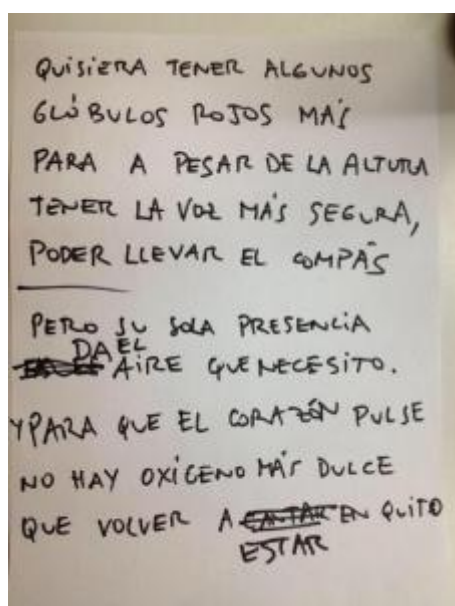 QUISIERA TENER ALGUNOS
GLÓBULOS ROJOS MÁS
PARA A PESAR DE LA ALTURA
TENER LA VOZ MÁS SEGURA,
PODER LLEVAR EL COMPÁS
PERO SU SOLA PRESENCIA
DA EL
AIRE QUE NECESITO.
Y PARA QUE EL CORAZÓN PULSE
NO HAY OXÍGENO MÁS DULCE
QUE VOLVER A CANTAR EN QUITO
ESTAR